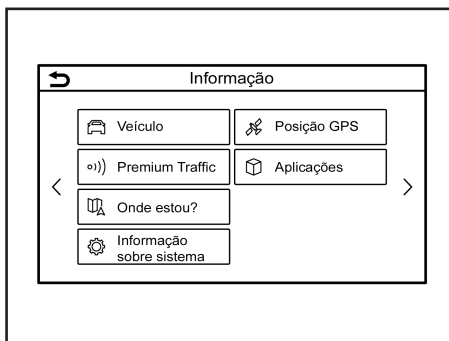 Informação
Veículo
Posição GPS
Premium Traffic
Aplicações
Onde estou?
Informação
sobre sistema